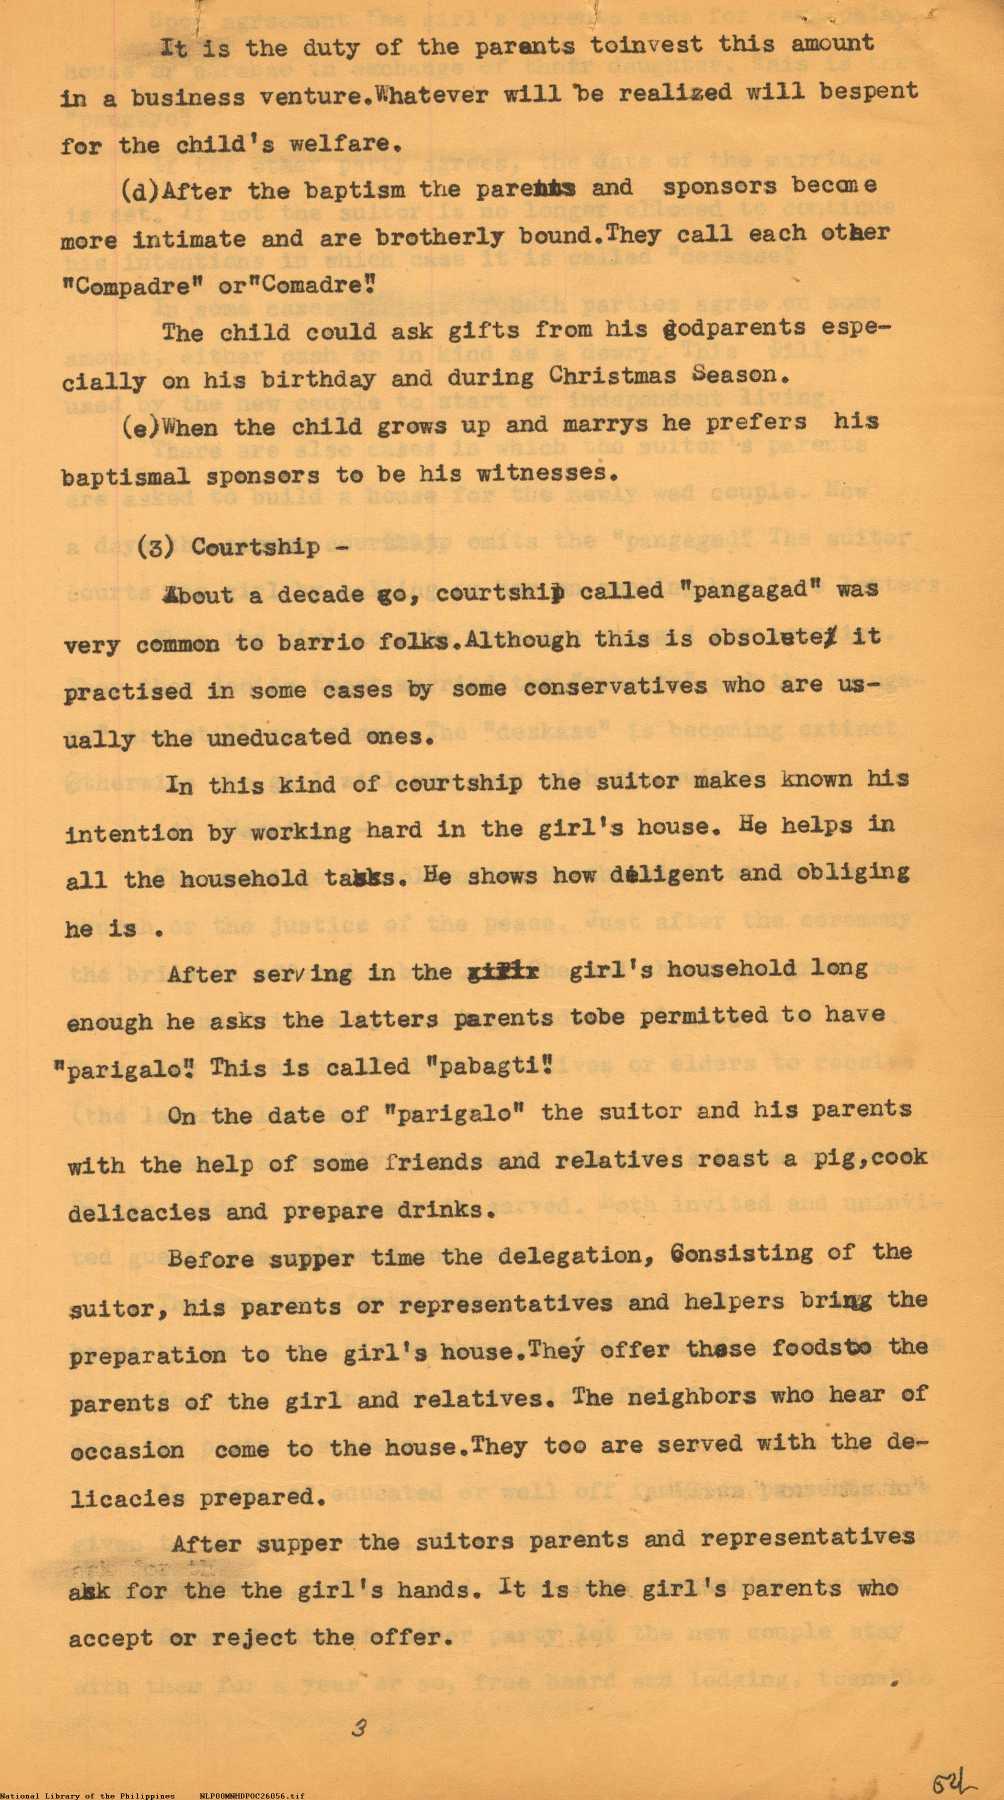 It is the duty of the parents toinvest this amount
in a business venture.Whatever will be realized will bespent
for the child's welfare.
(d)After the baptism the parents and sponsors become
more intimate and are brotherly bound.They call each other
"Compadre" or"Comadre".
The child could ask gifts from his godparents espe-
cially on his birthday and during Christmas Season.
(e)When the child grows up and marrys he prefers his
baptismal sponsors to be his witnesses.
(3) Courtship -
About a decade go, courtship called "pangagad" was
very common to barrio folks.Although this is obsolete, it
practised in some cases by some conservatives who are us-
ually the uneducated ones.
In this kind of courtship the suitor makes known his
intention by working hard in the girl's house. He helps in
all the household tasks. He shows how diligent and obliging
he is .
After serving in the girl's household long
enough he asks the latters parents tobe permitted to have
"parigalo". This is called "pabagti".
On the date of "parigalo" the suitor and his parents
with the help of some friends and relatives roast a pig,cook
delicacies and prepare drinks.
Before supper time the delegation, Consisting of the
suitor, his parents or representatives and helpers bring the
preparation to the girl's house.They offer these foodsto the
parents of the girl and relatives. The neighbors who hear of
occasion come to the house.They too are served with the de-
licacies prepared.
After supper the suitors parents and representatives
ask for the the girl's hands. It is the girl's parents who
accept or reject the offer.
3
National Library of the Philippines NLPOOMNHDPOC26056.tif